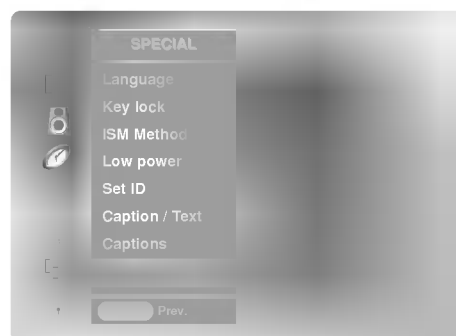 SPECIAL
Language
Key lock
ISM Method
Low power
Set ID
Caption / Text
Captions
Prev.